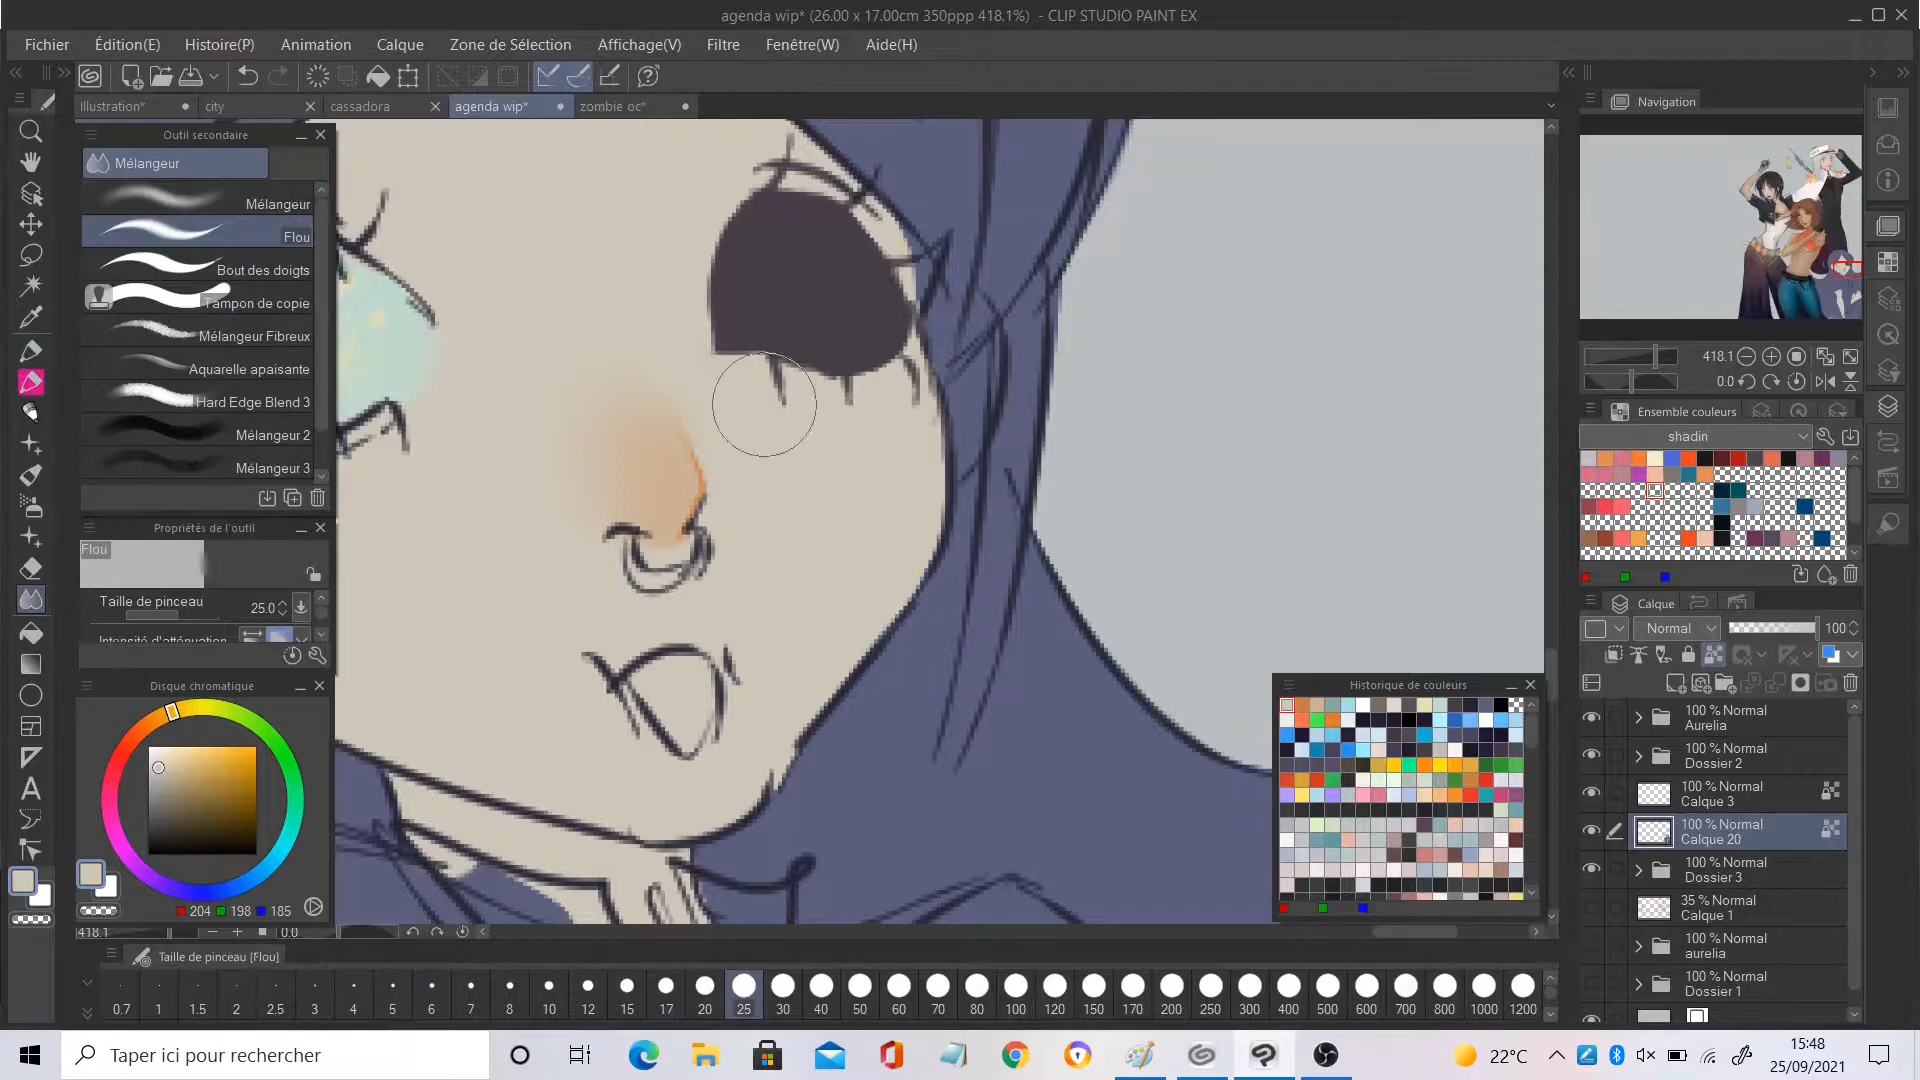 agenda wip* (26.00 x 17.00cm 350ppp 418.1%) - CLIP STUDIO PAINT EX
Fichier Édition(E) Histoire(P) Animation Calque Zone de Sélection Affichage(V) Filtre Fenêtre(W) Aide(H)
Illustration* city cassadora agenda wip* zombie oc*
Navigation
Outil secondaire
Mélangeur
Mélangeur
Flou
Bout des doigts
Tampon de copie
Mélangeur Fibreux
Aquarelle apaisante
Hard Edge Blend 3
Mélangeur 2
Mélangeur 3
Propriétés de l'outil
Flou
Taille de pinceau 25.0
Intensité d'atténuation
Disque chromatique
204 198 185
418.1
0.0
Ensemble couleurs
shadin
Calque
Normal 100
Historique de couleurs
100 % Normal
Aurelia
100 % Normal
Dossier 2
100 % Normal
Calque 3
100 % Normal
Calque 20
100 % Normal
Dossier 3
35 % Normal
Calque 1
100 % Normal
aurelia
100 % Normal
Dossier 1
418.1 0.0
Taille de pinceau [Flou]
0.7 1 1.5 2 2.5 3 4 5 6 7 8 10 12 15 17 20 25 30 40 50 60 70 80 100 120 150 170 200 250 300 400 500 600 700 800 1000 1200
Taper ici pour rechercher
22°C
15:48
25/09/2021